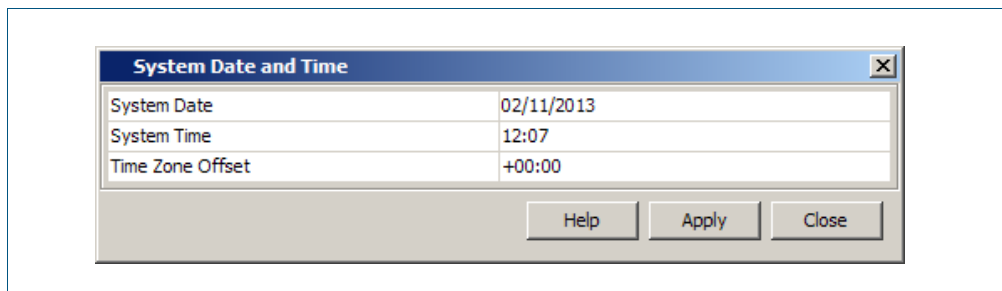 System Date and Time
System Date 02/11/2013
System Time 12:07
Time Zone Offset +00:00
Help Apply Close